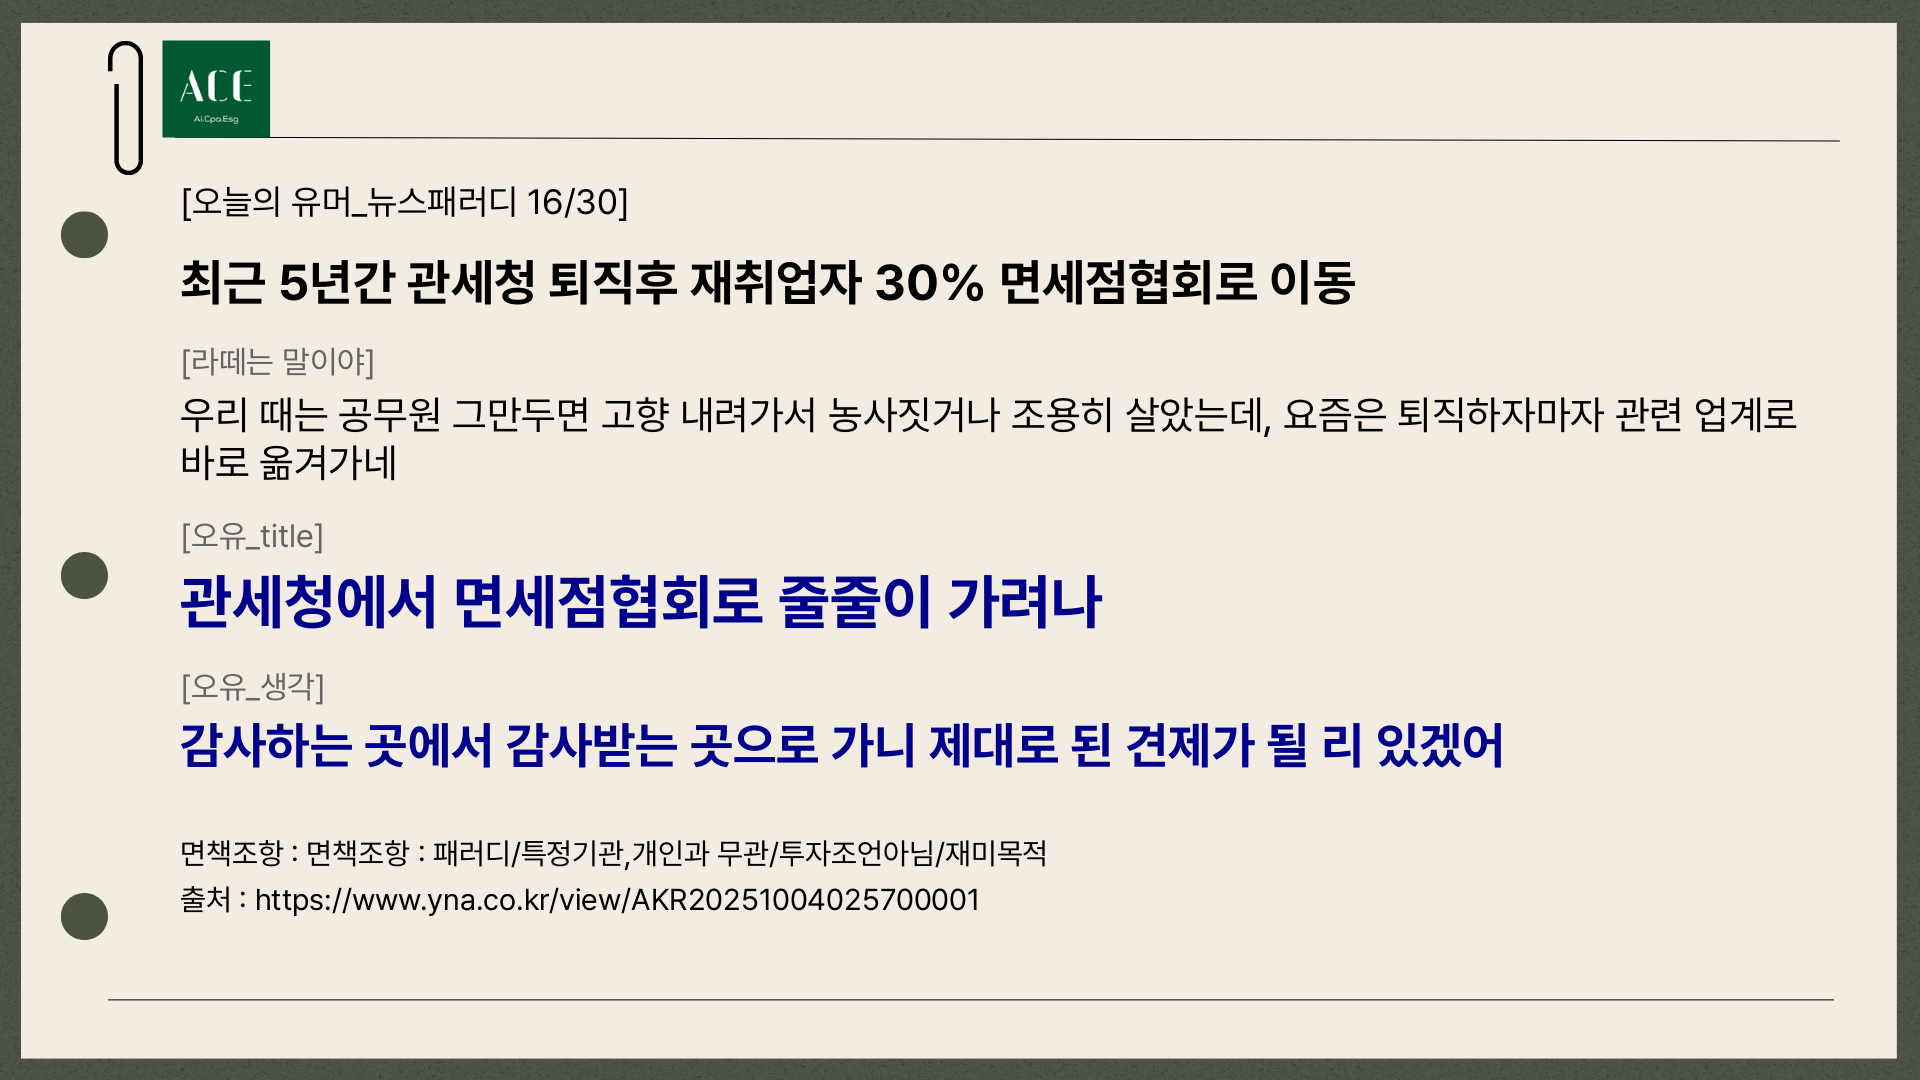 ACE
Ai.Cpa.Esg
[오늘의 유머_뉴스패러디 16/30]
최근 5년간 관세청 퇴직후 재취업자 30% 면세점협회로 이동
[라떼는 말이야]
우리 때는 공무원 그만두면 고향 내려가서 농사짓거나 조용히 살았는데, 요즘은 퇴직하자마자 관련 업계로
바로 옮겨가네
[오유_title]
관세청에서 면세점협회로 줄줄이 가려나
[오유_생각]
감사하는 곳에서 감사받는 곳으로 가니 제대로 된 견제가 될 리 있겠어
면책조항 : 면책조항 : 패러디/특정기관,개인과 무관/투자조언아님/재미목적
출처 : https://www.yna.co.kr/view/AKR20251004025700001